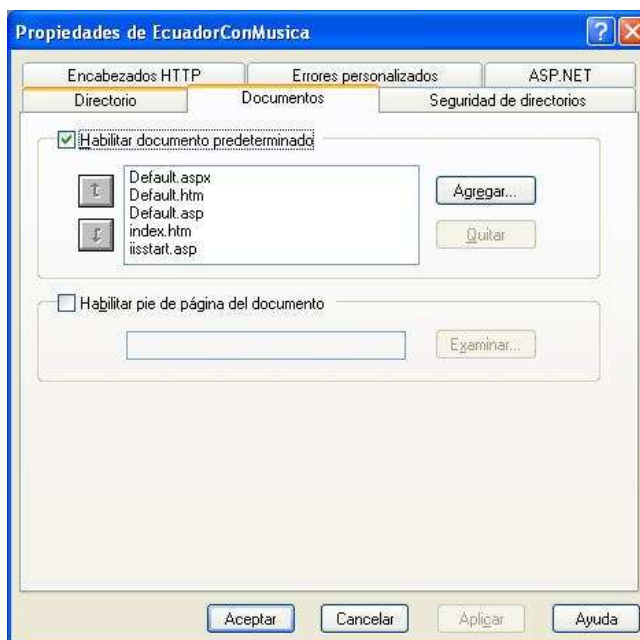 Propiedades de EcuadorConMusica
Encabezados HTTP Errores personalizados ASP.NET
Directorio Documentos Seguridad de directorios
Habilitar documento predeterminado
Default.aspx
Default.htm
Default.asp
index.htm
iisstart.asp
Agregar...
Quitar
Habilitar pie de página del documento
Examinar...
Aceptar Cancelar Aplicar Ayuda